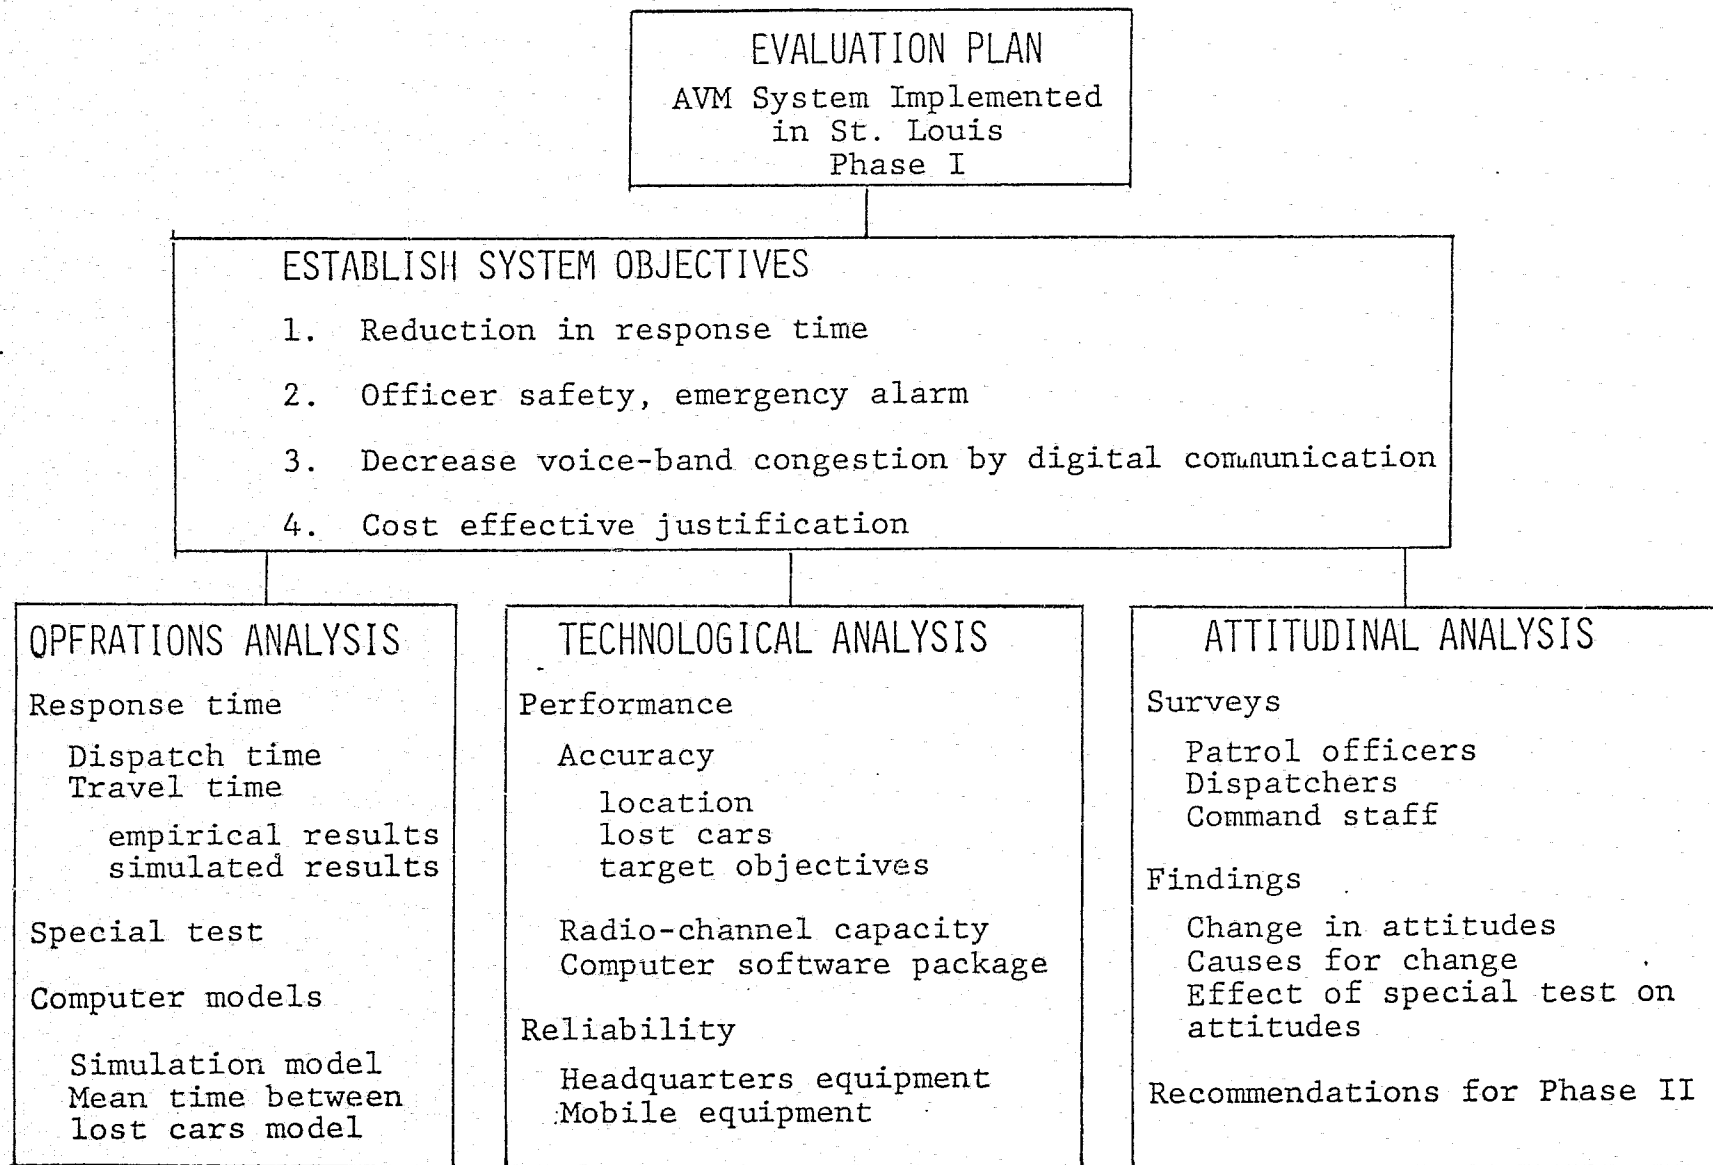 EVALUATION PLAN
AVM System Implemented
in St. Louis
Phase I
ESTABLISH SYSTEM OBJECTIVES
1. Reduction in response time
2. Officer safety, emergency alarm
3. Decrease voice-band congestion by digital communication
4. Cost effective justification
OPERATIONS ANALYSIS
Response time
Dispatch time
Travel time
empirical results
simulated results
Special test
Computer models
Simulation model
Mean time between
lost cars model
TECHNOLOGICAL ANALYSIS
Performance
Accuracy
location
lost cars
target objectives
Radio-channel capacity
Computer software package
Reliability
Headquarters equipment
Mobile equipment
ATTITUDINAL ANALYSIS
Surveys
Patrol officers
Dispatchers
Command staff
Findings
Change in attitudes
Causes for change
Effect of special test on
attitudes
Recommendations for Phase II